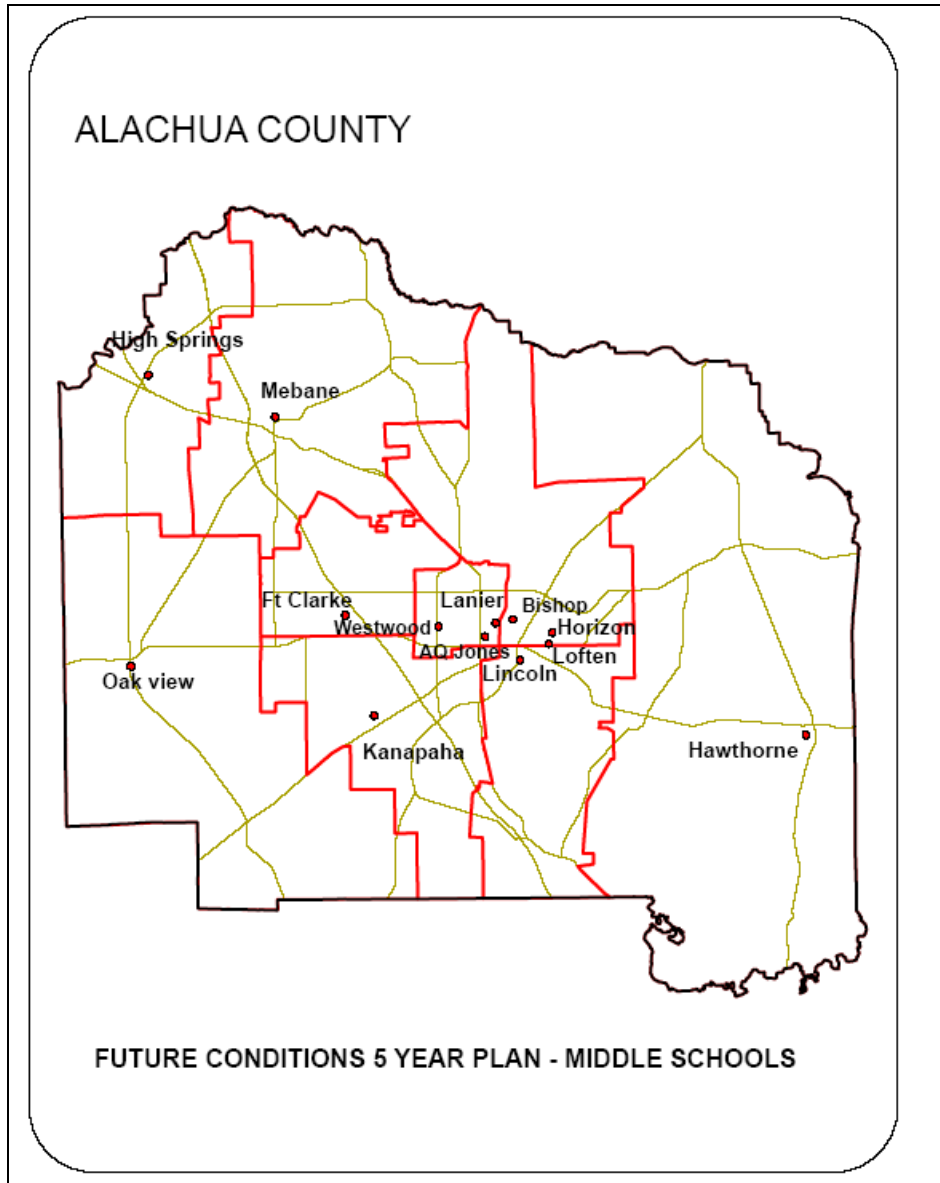 ALACHUA COUNTY
High Springs
Mebane
Ft Clarke
Lanier
Bishop
Westwood
Horizon
AQ Jones
Loften
Lincoln
Oak view
Kanapaha
Hawthorne
FUTURE CONDITIONS 5 YEAR PLAN - MIDDLE SCHOOLS